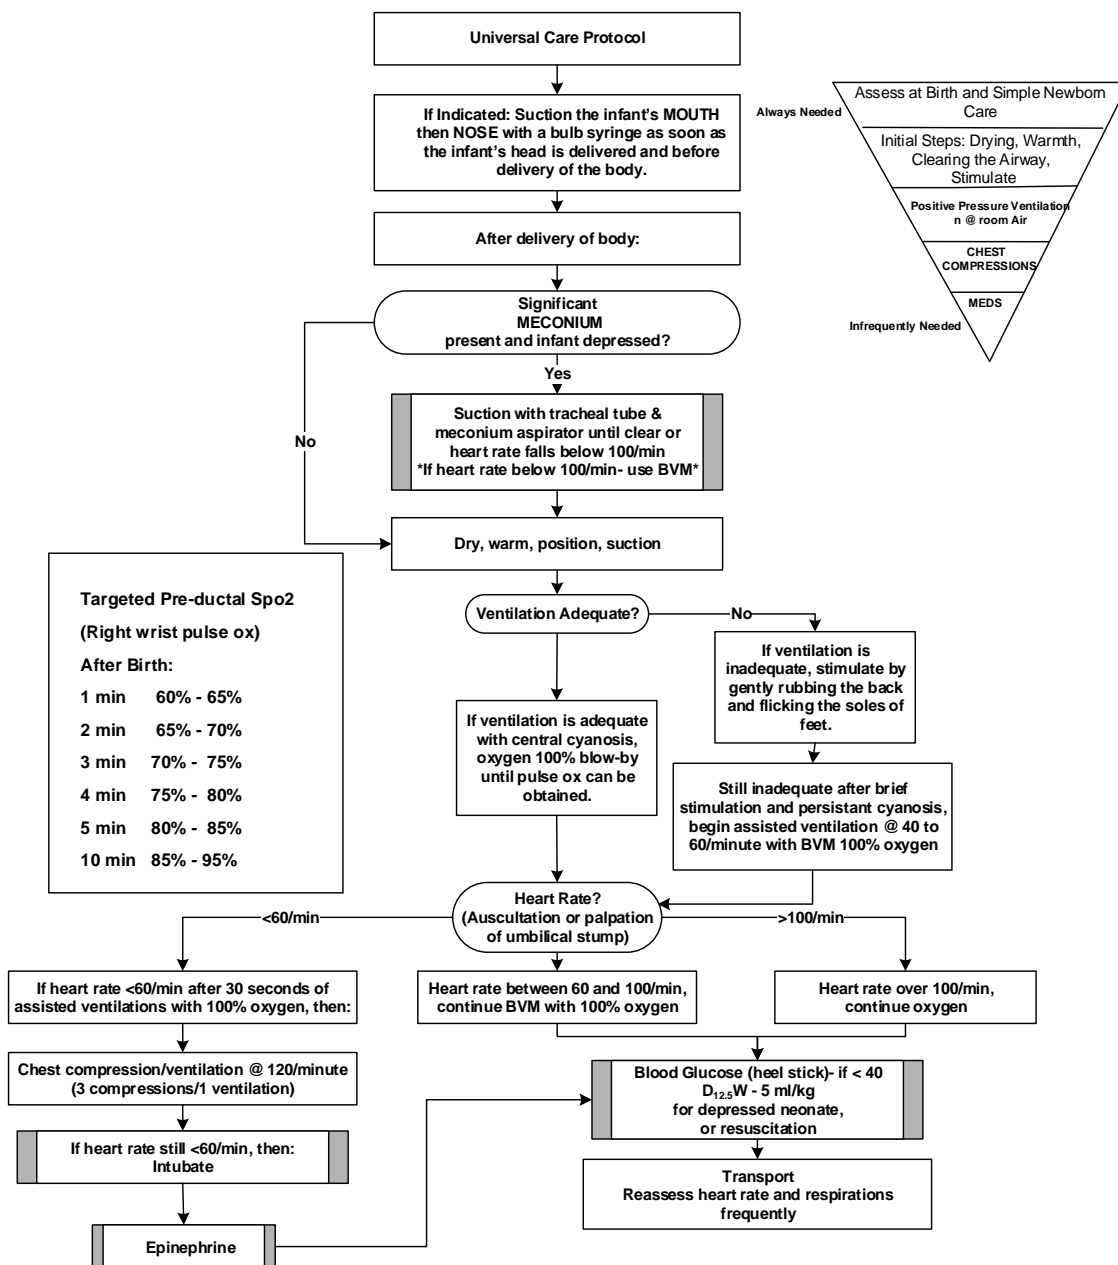 Universal Care Protocol
If Indicated: Suction the infant's MOUTH
then NOSE with a bulb syringe as soon as
the infant's head is delivered and before
delivery of the body.
After delivery of body:
Significant
MECONIUM
present and infant depressed?
Yes
No
Suction with tracheal tube &
meconium aspirator until clear or
heart rate falls below 100/min
*If heart rate below 100/min- use BVM*
Dry, warm, position, suction
Always Needed
Assess at Birth and Simple Newborn
Care
Initial Steps: Drying, Warmth,
Clearing the Airway,
Stimulate
Positive Pressure Ventilation
n @ room Air
CHEST
COMPRESSIONS
MEDS
Infrequently Needed
Targeted Pre-ductal Spo2
(Right wrist pulse ox)
After Birth:
1 min 60% - 65%
2 min 65% - 70%
3 min 70% - 75%
4 min 75% - 80%
5 min 80% - 85%
10 min 85% - 95%
Ventilation Adequate?
No
If ventilation is
inadequate, stimulate by
gently rubbing the back
and flicking the soles of
feet.
If ventilation is adequate
with central cyanosis,
oxygen 100% blow-by
until pulse ox can be
obtained.
Still inadequate after brief
stimulation and persistant cyanosis,
begin assisted ventilation @ 40 to
60/minute with BVM 100% oxygen
Heart Rate?
(Auscultation or palpation
of umbilical stump)
<60/min
>100/min
If heart rate <60/min after 30 seconds of
assisted ventilations with 100% oxygen, then:
Heart rate between 60 and 100/min,
continue BVM with 100% oxygen
Heart rate over 100/min,
continue oxygen
Chest compression/ventilation @ 120/minute
(3 compressions/1 ventilation)
If heart rate still <60/min, then:
Intubate
Epinephrine
Blood Glucose (heel stick)- if < 40
D12.5W - 5 ml/kg
for depressed neonate,
or resuscitation
Transport
Reassess heart rate and respirations
frequently